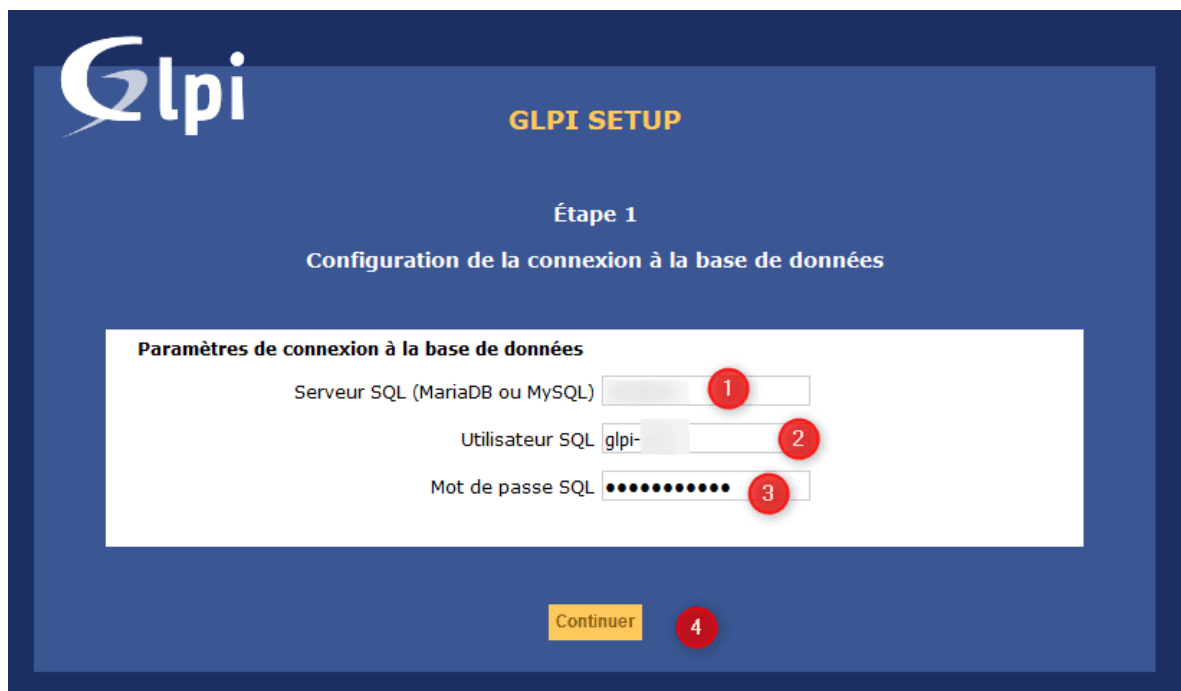 Glpi
GLPI SETUP
Étape 1
Configuration de la connexion à la base de données
Paramètres de connexion à la base de données
Serveur SQL (MariaDB ou MySQL) 1
Utilisateur SQL glpi- 2
Mot de passe SQL ●●●●●●●●●●● 3
Continuer 4